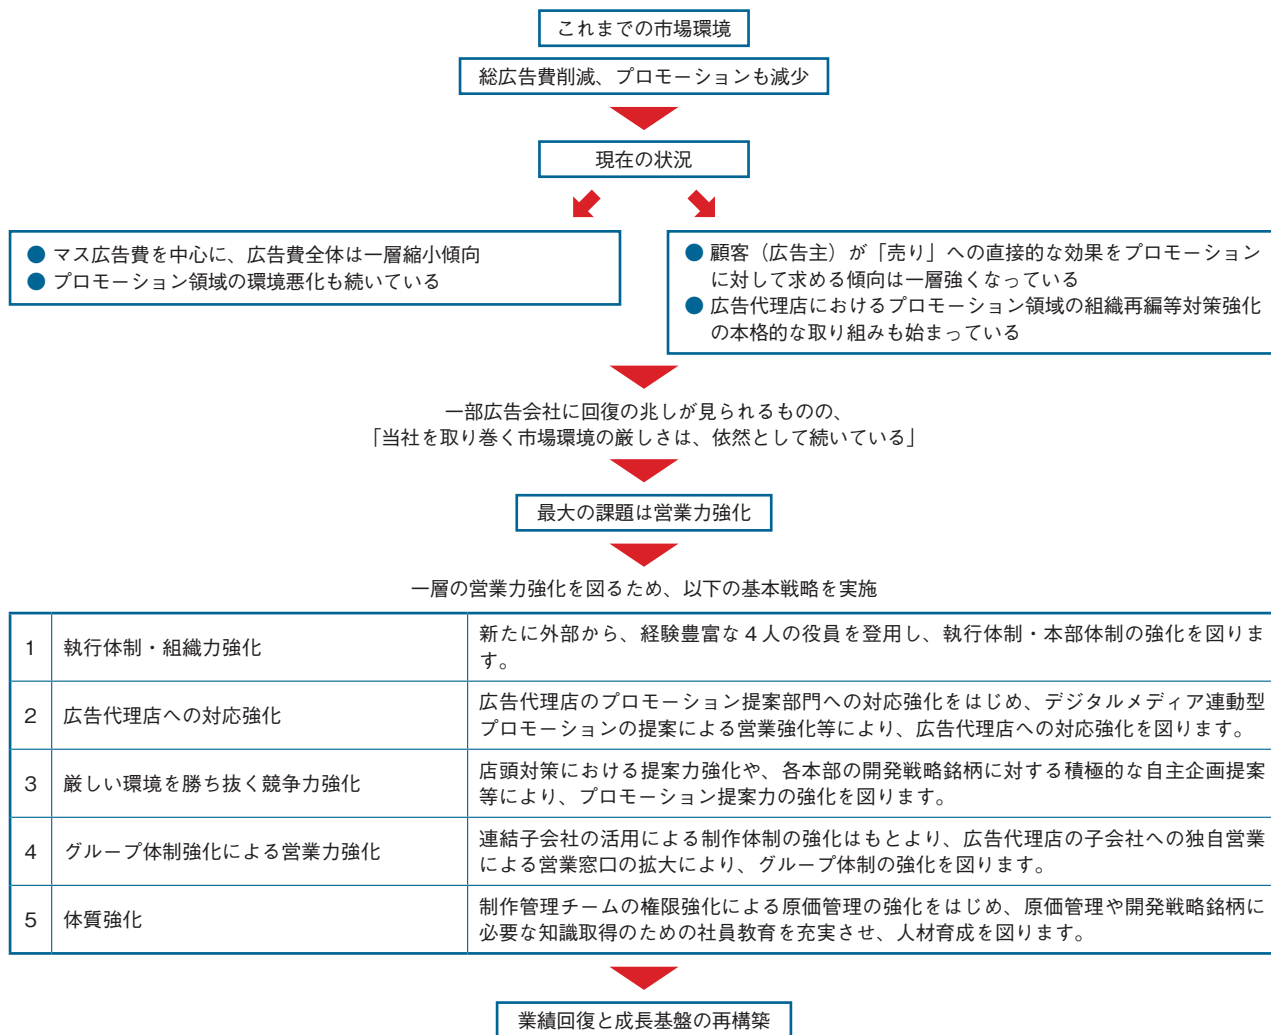 これまでの市場環境
総広告費削減、プロモーションも減少
現在の状況
● マス広告費を中心に、広告費全体は一層縮小傾向
● プロモーション領域の環境悪化も続いている
● 顧客（広告主）が「売り」への直接的な効果をプロモーション
に対して求める傾向は一層強くなっている
● 広告代理店におけるプロモーション領域の組織再編等対策強化
の本格的な取り組みも始まっている
一部広告会社に回復の兆しが見られるものの、
「当社を取り巻く市場環境の厳しさは、依然として続いている」
最大の課題は営業力強化
一層の営業力強化を図るため、以下の基本戦略を実施
1 執行体制・組織力強化
新たに外部から、経験豊富な４人の役員を登用し、執行体制・本部体制の強化を図りま
す。
2 広告代理店への対応強化
広告代理店のプロモーション提案部門への対応強化をはじめ、デジタルメディア連動型
プロモーションの提案による営業強化等により、広告代理店への対応強化を図ります。
3 厳しい環境を勝ち抜く競争力強化
店頭対策における提案力強化や、各本部の開発戦略銘柄に対する積極的な自主企画提案
等により、プロモーション提案力の強化を図ります。
4 グループ体制強化による営業力強化
連結子会社の活用による制作体制の強化はもとより、広告代理店の子会社への独自営業
による営業窓口の拡大により、グループ体制の強化を図ります。
5 体質強化
制作管理チームの権限強化による原価管理の強化をはじめ、原価管理や開発戦略銘柄に
必要な知識取得のための社員教育を充実させ、人材育成を図ります。
業績回復と成長基盤の再構築